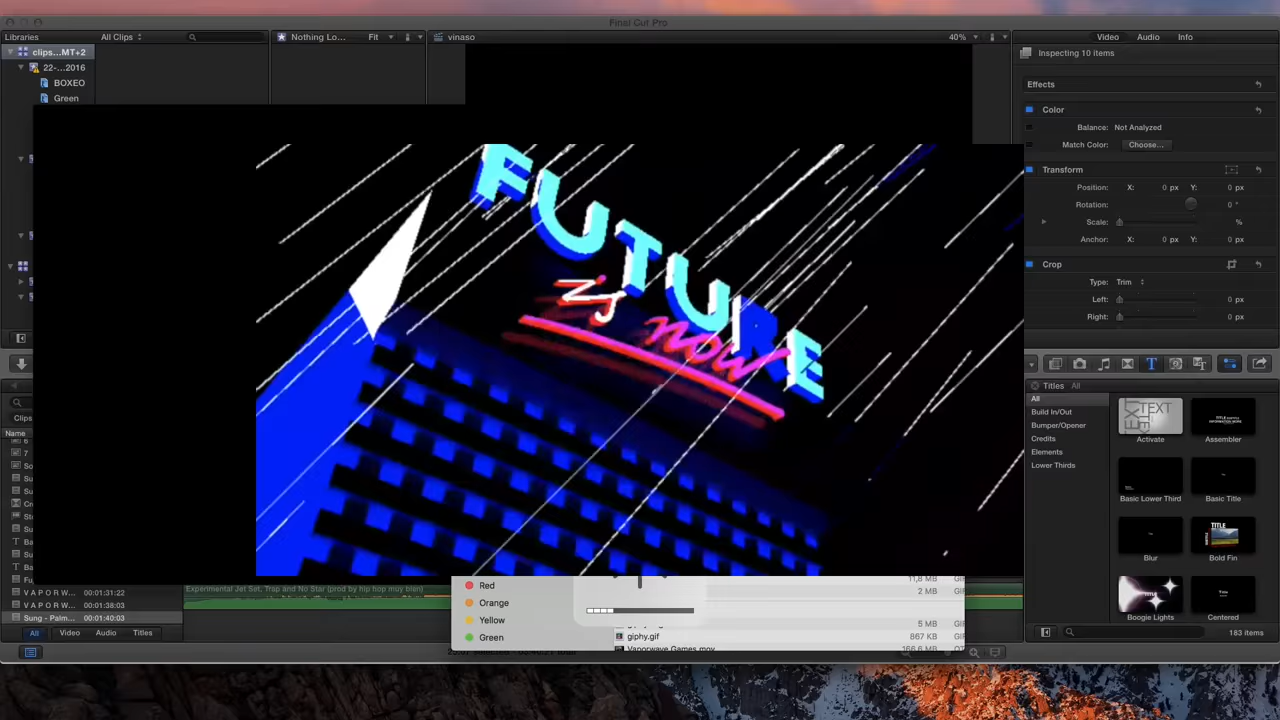 Final Cut Pro
Libraries
All Clips
Nothing Lo...
Fit
vinaso
40%
Video
Audio
Info
clips...MT+2
22-...2016
BOXEO
Green
Inspecting 10 items
Effects
Color
Balance: Not Analyzed
Match Color: Choose...
Transform
Position: X: 0 px Y: 0 px
Rotation: 0 °
Scale: %
Anchor: X: 0 px Y: 0 px
Crop
Type: Trim
Left: 0 px
Right: 0 px
FUTURE
is now
Titles All
All
Build In/Out
Bumper/Opener
Credits
Elements
Lower Thirds
Activate
Assembler
Basic Lower Third
Basic Title
Blur
Bold Fin
Boogie Lights
Centered
183 items
Clips
Name
V A P O R W... 00:01:31:22
V A P O R W... 00:01:38:03
Sung - Palm... 00:01:40:03
All
Video
Audio
Titles
Experimental Jet Set, Trap and No Star (prod by hip hop muy bien)
Red
Orange
Yellow
Green
11,8 MB
2 MB
5 MB
giphy.gif 867 KB
Vaporwave Games.mov 166,6 MB